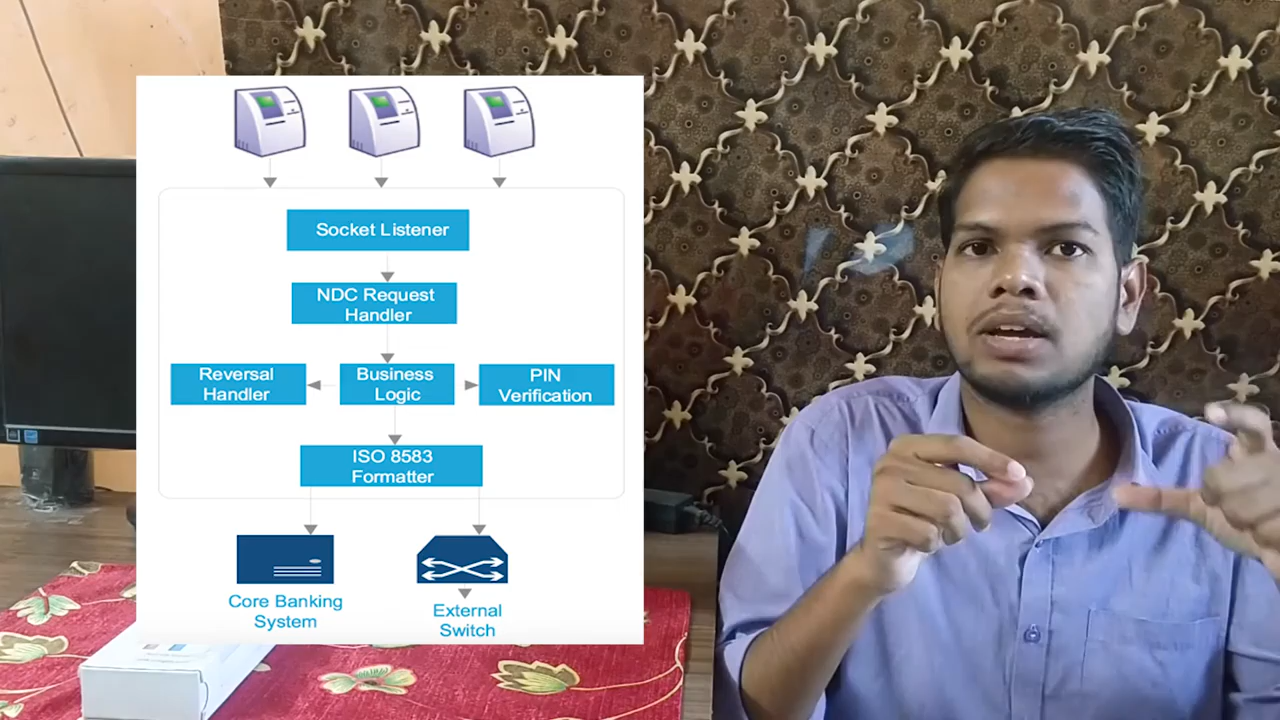 Socket Listener
NDC Request
Handler
Reversal
Handler
Business
Logic
PIN
Verification
ISO 8583
Formatter
Core Banking
System
External
Switch